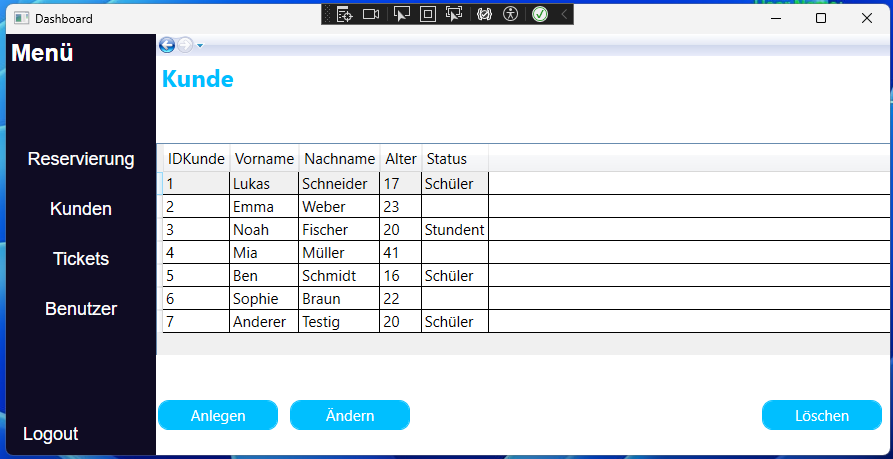 Dashboard
Menü
Reservierung
Kunden
Tickets
Benutzer
Logout
Kunde
IDKunde Vorname Nachname Alter Status
1 Lukas Schneider 17 Schüler
2 Emma Weber 23
3 Noah Fischer 20 Stundent
4 Mia Müller 41
5 Ben Schmidt 16 Schüler
6 Sophie Braun 22
7 Anderer Testig 20 Schüler
Anlegen Ändern Löschen